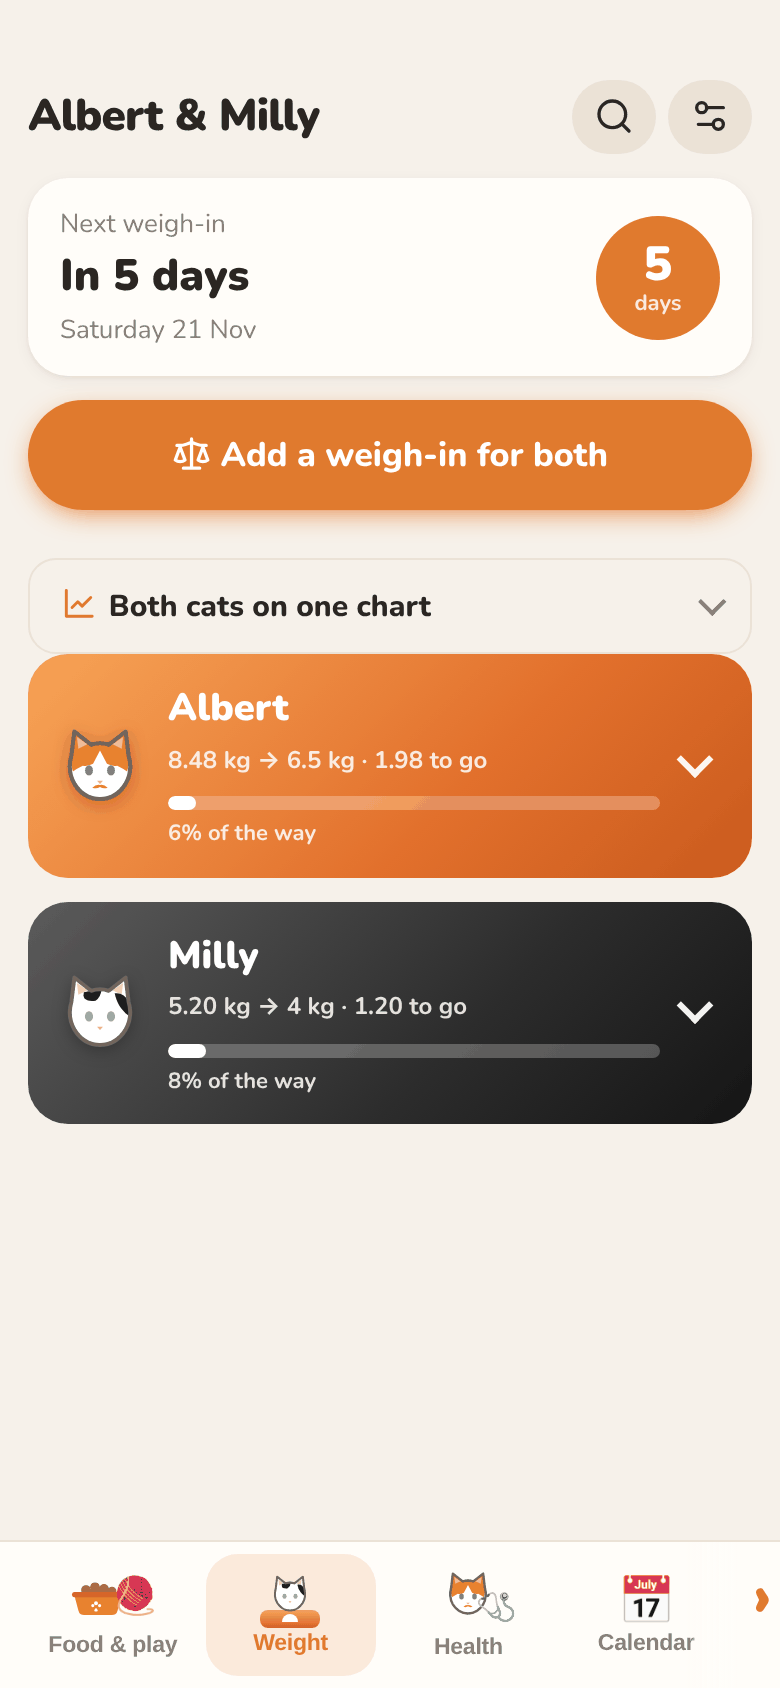 Albert & Milly
Next weigh-in
In 5 days
Saturday 21 Nov
5
days
Add a weigh-in for both
Both cats on one chart
Albert
8.48 kg → 6.5 kg · 1.98 to go
6% of the way
Milly
5.20 kg → 4 kg · 1.20 to go
8% of the way
July
17
Food & play
Weight
Health
Calendar